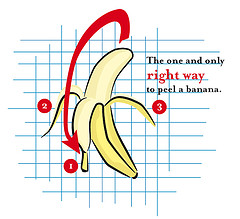 The one and only
right way
to peel a banana.
2
3
1